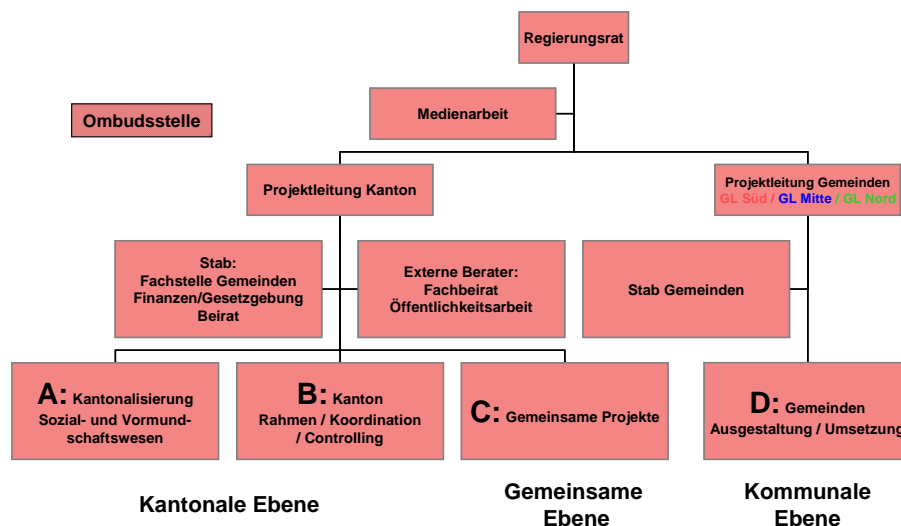 Regierungsrat
Medienarbeit
Ombudsstelle
Projektleitung Kanton
Projektleitung Gemeinden
GL Süd / GL Mitte / GL Nord
Stab:
Fachstelle Gemeinden
Finanzen/Gesetzgebung
Beirat
Externe Berater:
Fachbeirat
Öffentlichkeitsarbeit
Stab Gemeinden
A: Kantonalisierung
Sozial- und Vormund-
schaftswesen
B: Kanton
Rahmen / Koordination
/ Controlling
C: Gemeinsame Projekte
D: Gemeinden
Ausgestaltung / Umsetzung
Kantonale Ebene
Gemeinsame
Ebene
Kommunale
Ebene